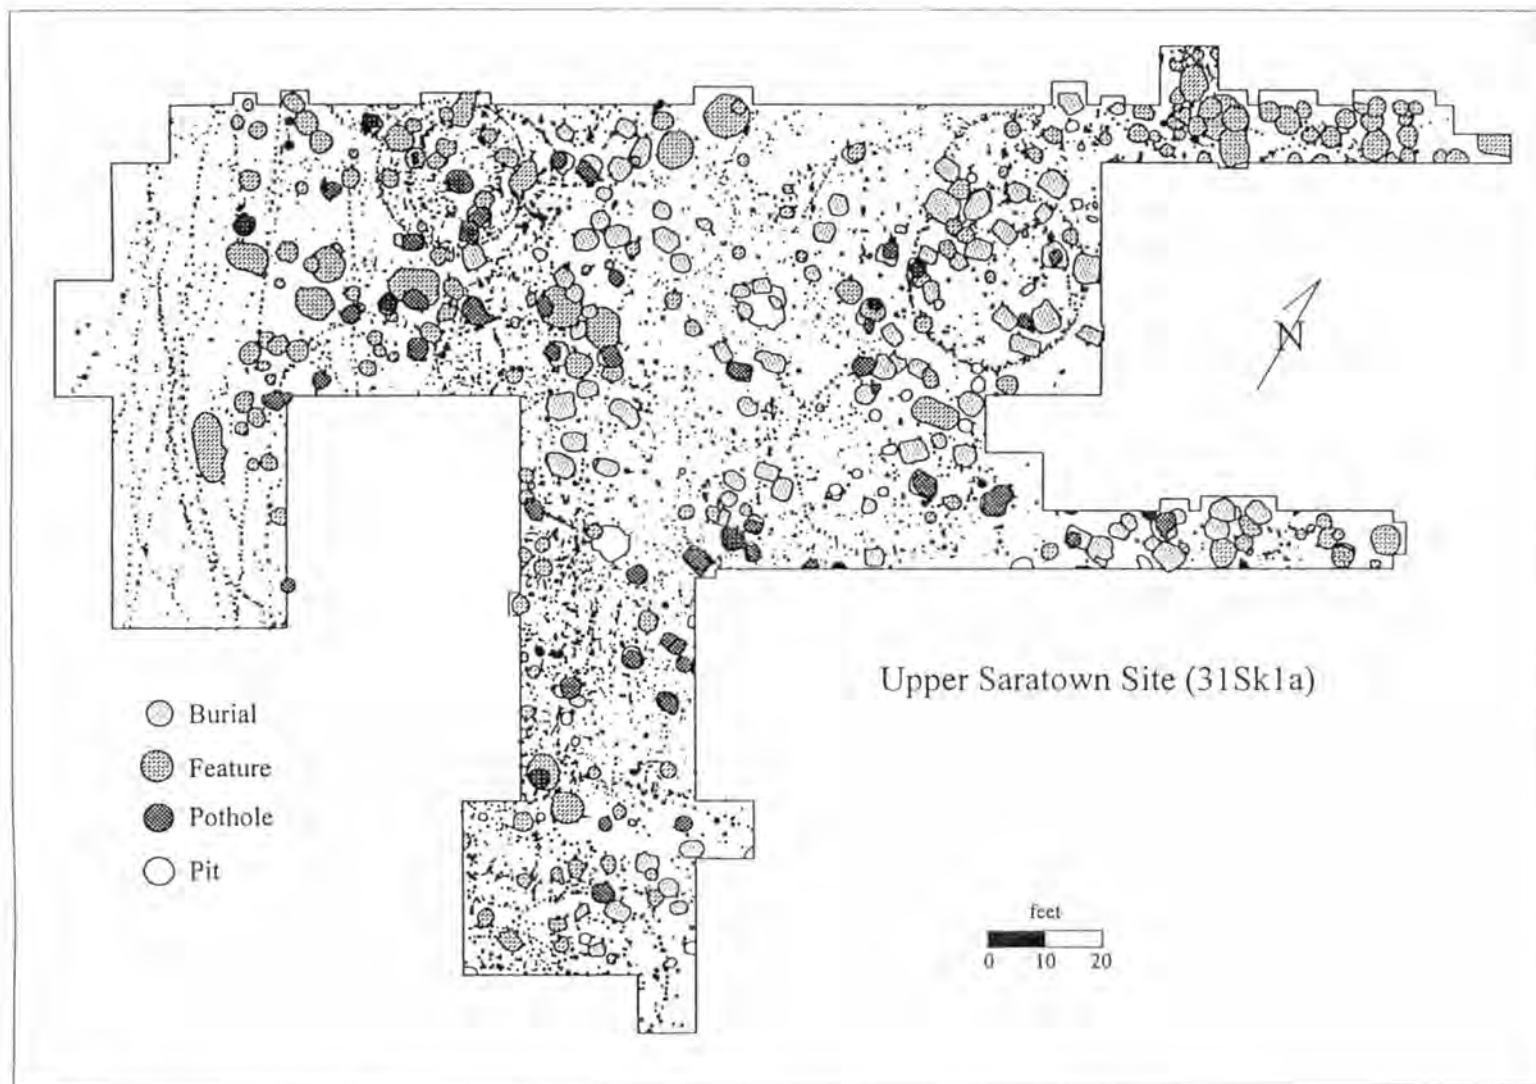 N
Upper Saratown Site (31Sk1a)
Burial
Feature
Pothole
Pit
feet
0 10 20